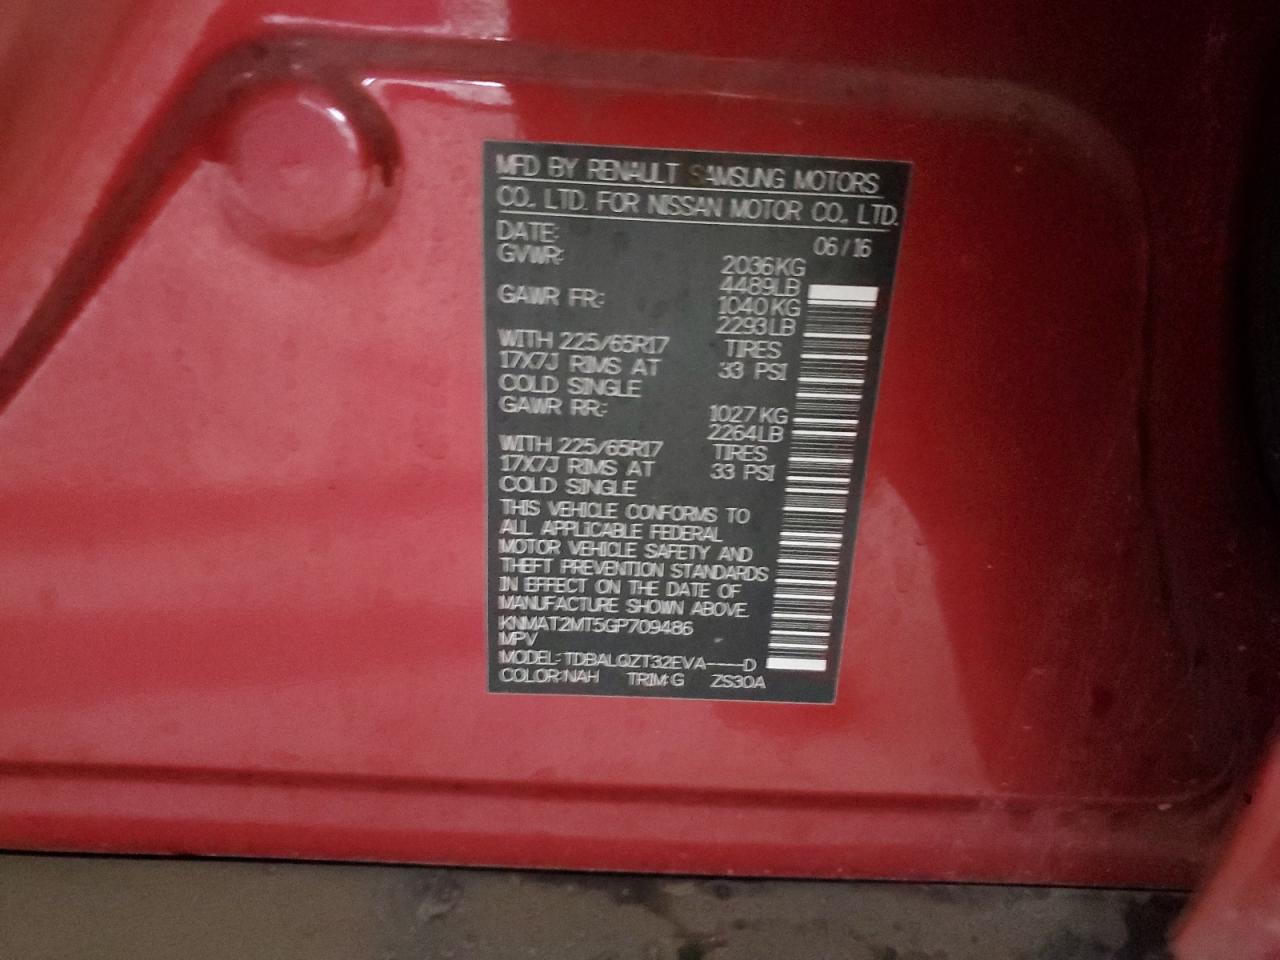 MFD BY RENAULT SAMSUNG MOTORS
CO., LTD. FOR NISSAN MOTOR CO., LTD.
DATE: 06/16
GVWR: 2036KG
4489LB
GAWR FR: 1040KG
2293LB
WITH 225/65R17 TIRES
17X7J RIMS AT 33 PSI
COLD SINGLE
GAWR RR: 1027KG
2264LB
WITH 225/65R17 TIRES
17X7J RIMS AT 33 PSI
COLD SINGLE
THIS VEHICLE CONFORMS TO
ALL APPLICABLE FEDERAL
MOTOR VEHICLE SAFETY AND
THEFT PREVENTION STANDARDS
IN EFFECT ON THE DATE OF
MANUFACTURE SHOWN ABOVE.
KNMAT2MT5GP709486
MPV
MODEL: TDBALQZT32EVA----D
COLOR:NAH TRIM:G ZS30A